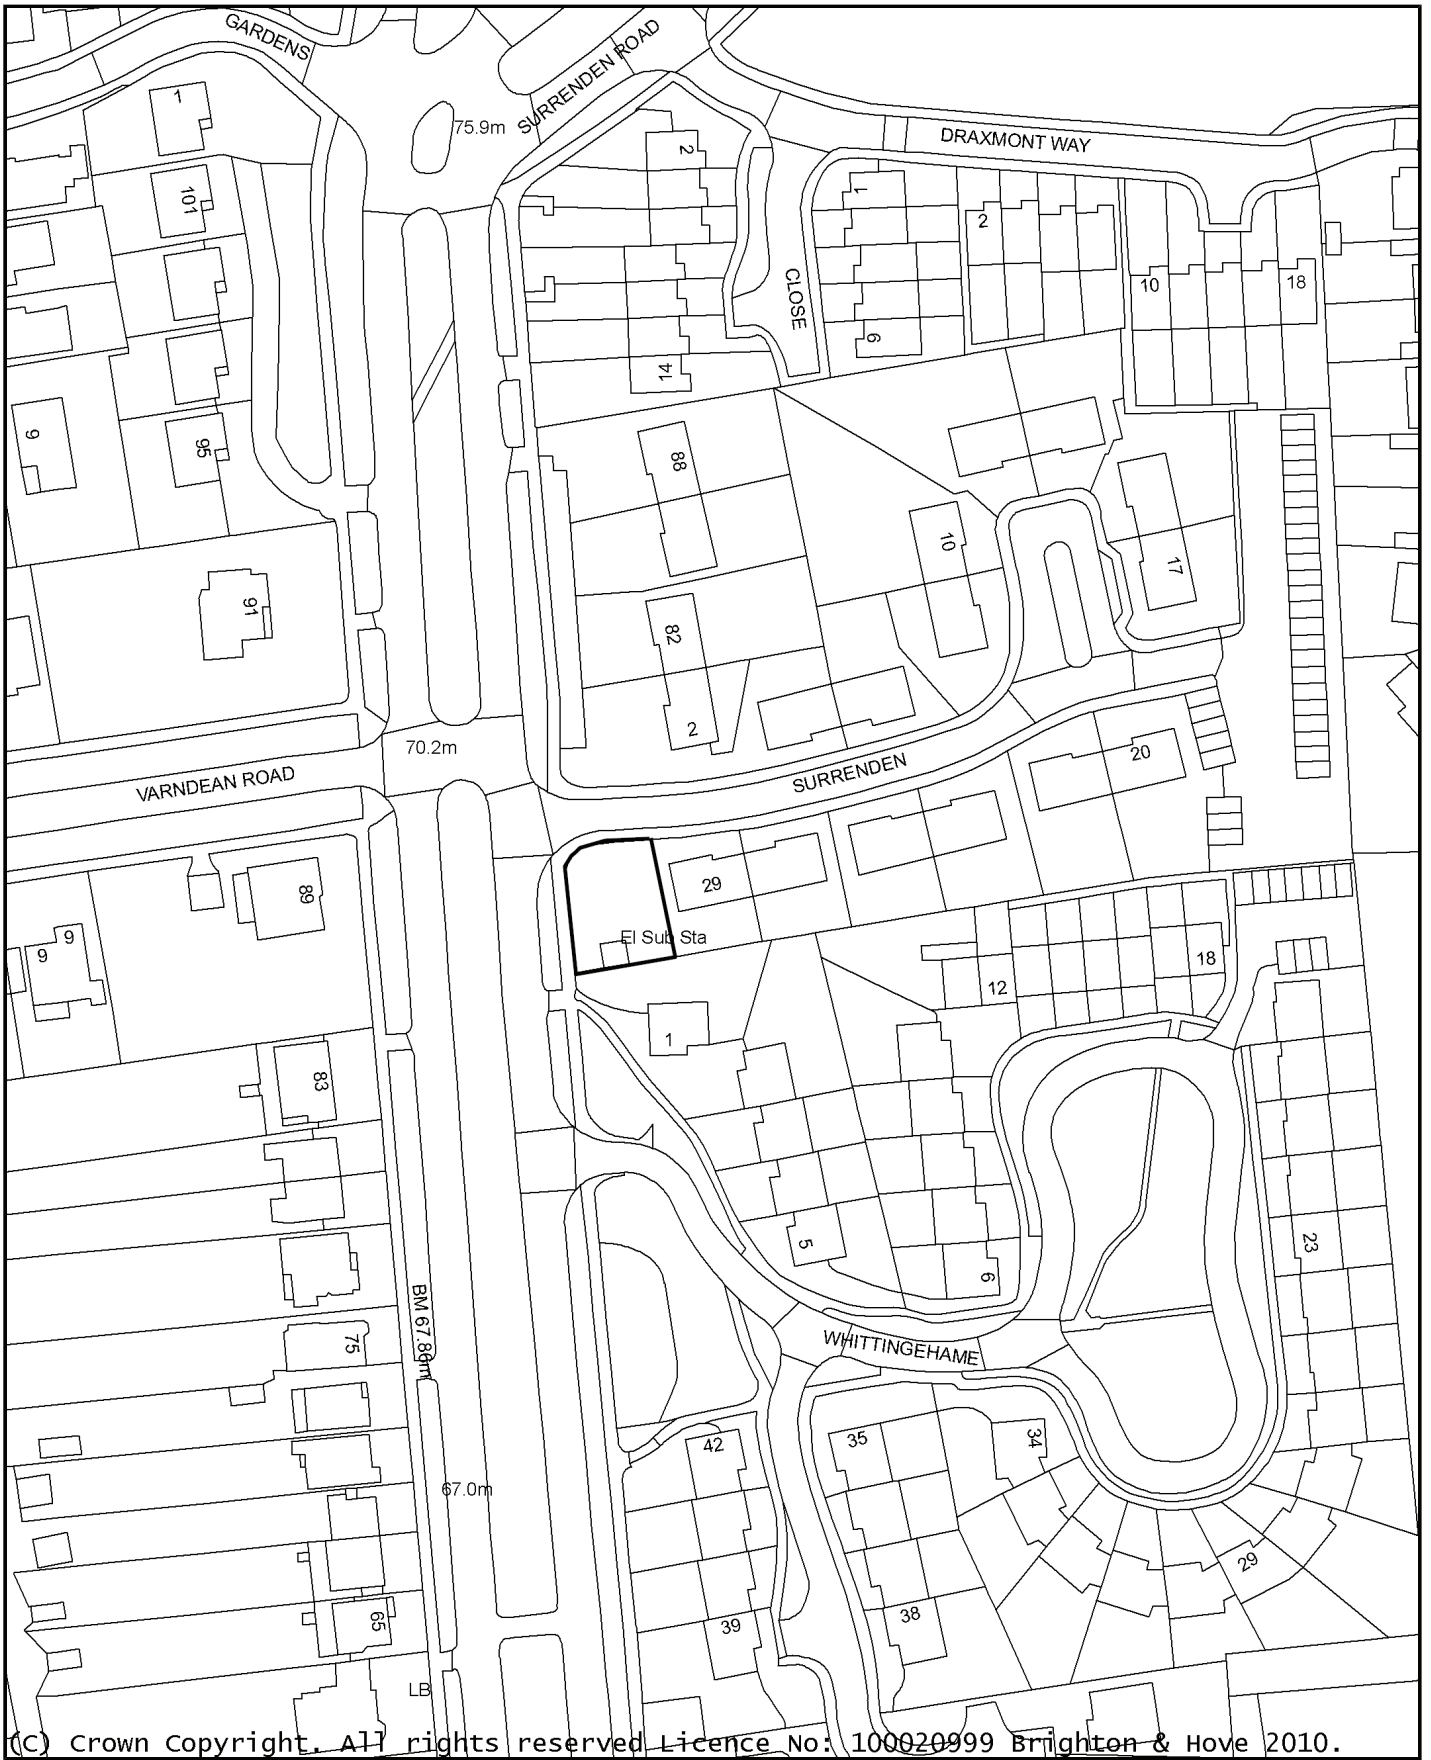 GARDENS
SURRENDEN ROAD
1
75.9m
2
DRAXMONT WAY
101
1
2
CLOSE
10
18
6
14
95
9
88
10
17
91
82
2
70.2m
20
VARNDEAN ROAD
SURRENDEN
29
89
El Sub Sta
9
9
18
12
1
83
23
5
6
BM 67.86m
75
WHITTINGEHAME
42
35
34
67.0m
29
38
65
39
LB
(C) Crown Copyright. All rights reserved Licence No: 100020999 Brighton & Hove 2010.